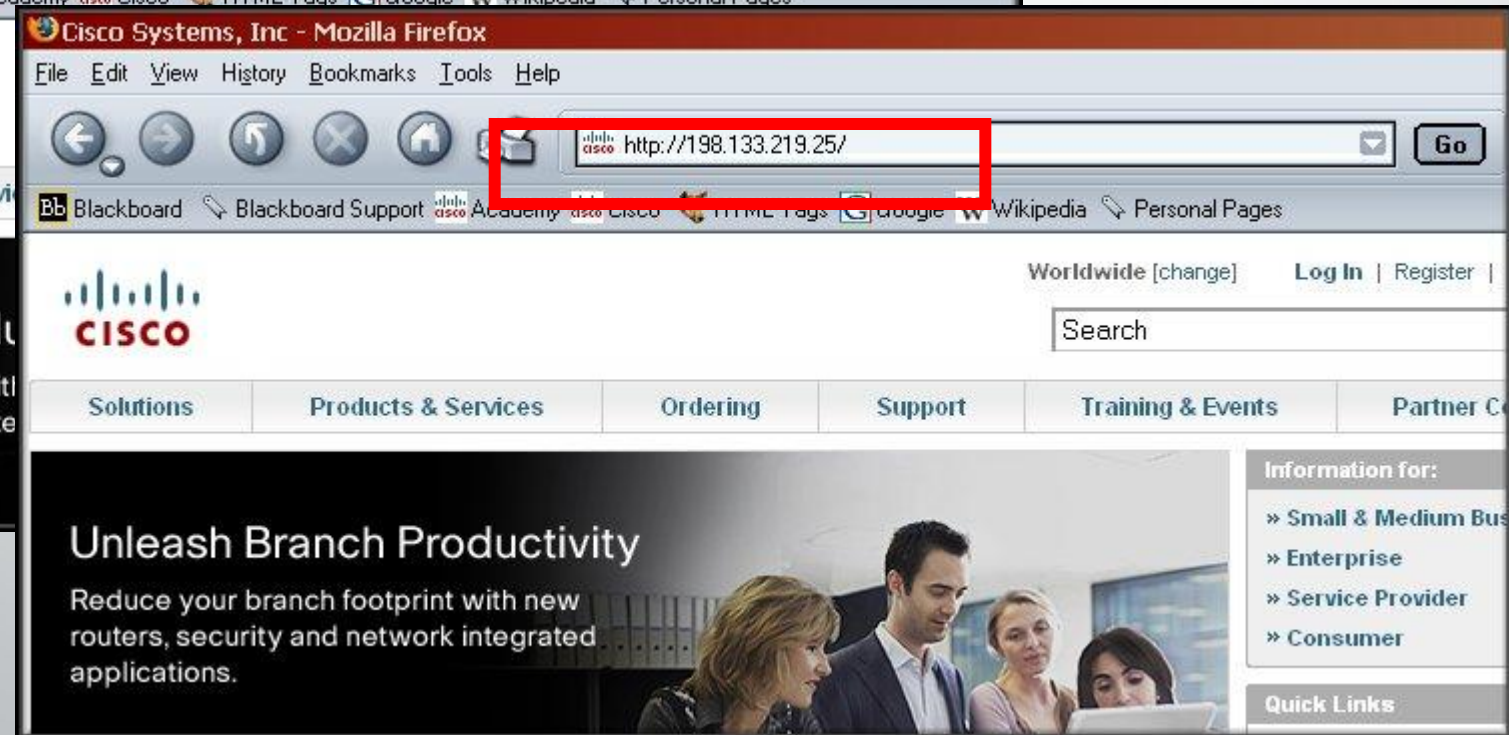 Cisco Systems, Inc - Mozilla Firefox
File Edit View History Bookmarks Tools Help
http://198.133.219.25/ Go
Blackboard Blackboard Support Academy Cisco HTML Tags Google Wikipedia Personal Pages
Worldwide [change] Log In | Register |
CISCO
Search
Solutions Products & Services Ordering Support Training & Events Partner
Information for:
» Small & Medium
» Enterprise
» Service Provider
» Consumer
Quick Links
Unleash Branch Productivity
Reduce your branch footprint with new
routers, security and network integrated
applications.